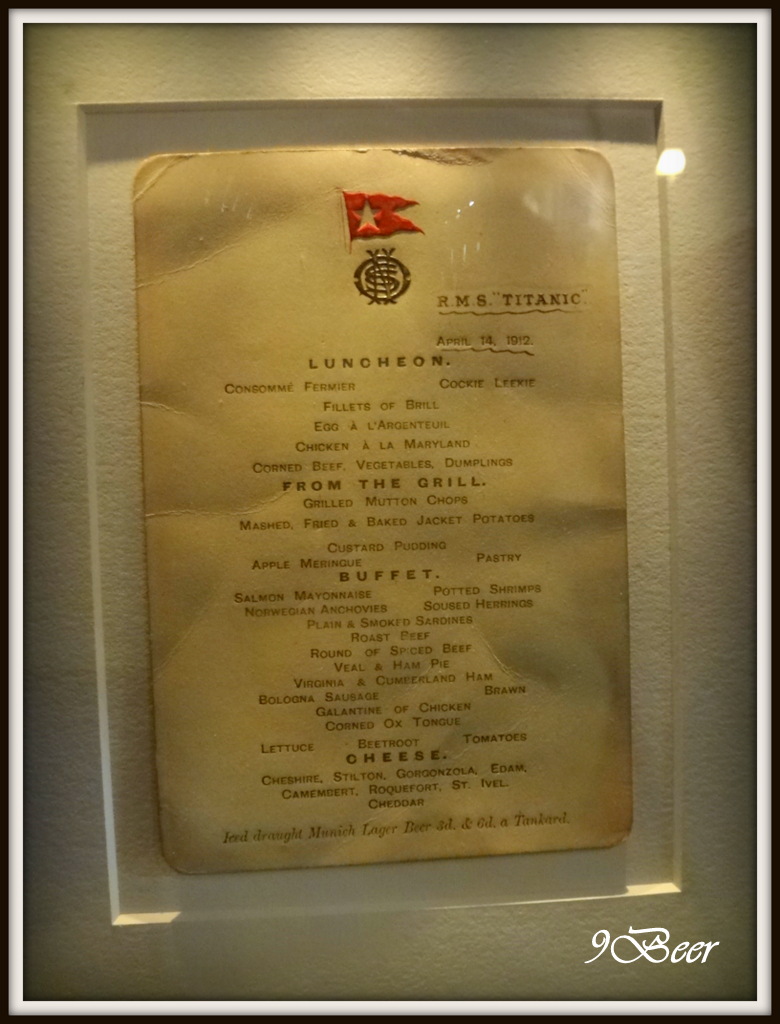 R.M.S. "TITANIC".
APRIL 14, 1912.
LUNCHEON.
CONSOMMÉ FERMIER COCKIE LEEKIE
FILLETS OF BRILL
EGG À L'ARGENTEUIL
CHICKEN À LA MARYLAND
CORNED BEEF, VEGETABLES, DUMPLINGS
FROM THE GRILL.
GRILLED MUTTON CHOPS
MASHED, FRIED & BAKED JACKET POTATOES
CUSTARD PUDDING
APPLE MERINGUE PASTRY
BUFFET.
SALMON MAYONNAISE POTTED SHRIMPS
NORWEGIAN ANCHOVIES SOUSED HERRINGS
PLAIN & SMOKED SARDINES
ROAST BEEF
ROUND OF SPICED BEEF
VEAL & HAM PIE
VIRGINIA & CUMBERLAND HAM
BOLOGNA SAUSAGE BRAWN
GALANTINE OF CHICKEN
CORNED OX TONGUE
LETTUCE BEETROOT TOMATOES
CHEESE.
CHESHIRE, STILTON, GORGONZOLA, EDAM,
CAMEMBERT, ROQUEFORT, ST. IVEL.
CHEDDAR
Iced draught Munich Lager Beer 3d. & 6d. a Tankard.
9Beer